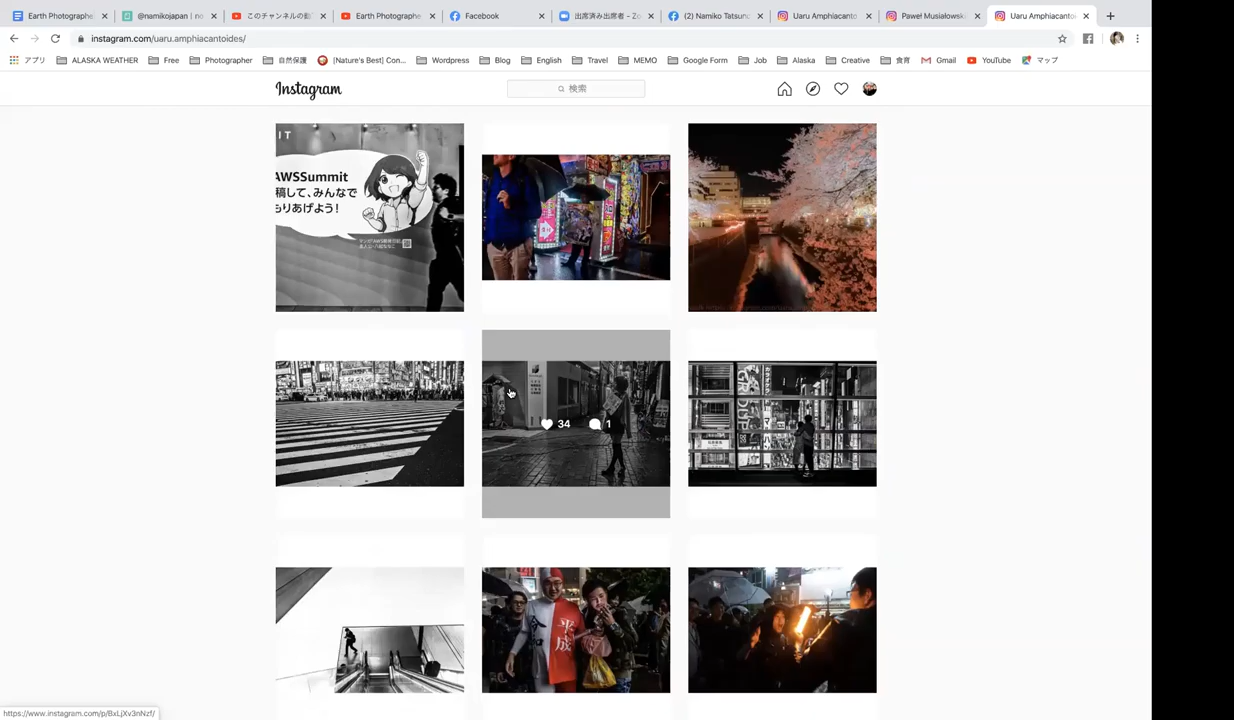 Earth Photographe
@namikojapan | no
このチャンネルの動
Earth Photographe
Facebook
出席済み出席者 - Zo
(2) Namiko Tatsuno
Uaru Amphiacanto
Paweł Musiałowsk
Uaru Amphiacanto
instagram.com/uaru.amphiacantoides/
アプリ
ALASKA WEATHER
Free
Photographer
自然保護
[Nature's Best] Con...
Wordpress
Blog
English
Travel
MEMO
Google Form
Job
Alaska
Creative
食育
Gmail
YouTube
マップ
Instagram
検索
IT
AWSSummit
稿して、みんなで
もりあげよう!
34
1
平成
https://www.instagram.com/p/BxLjXv3nNzf/